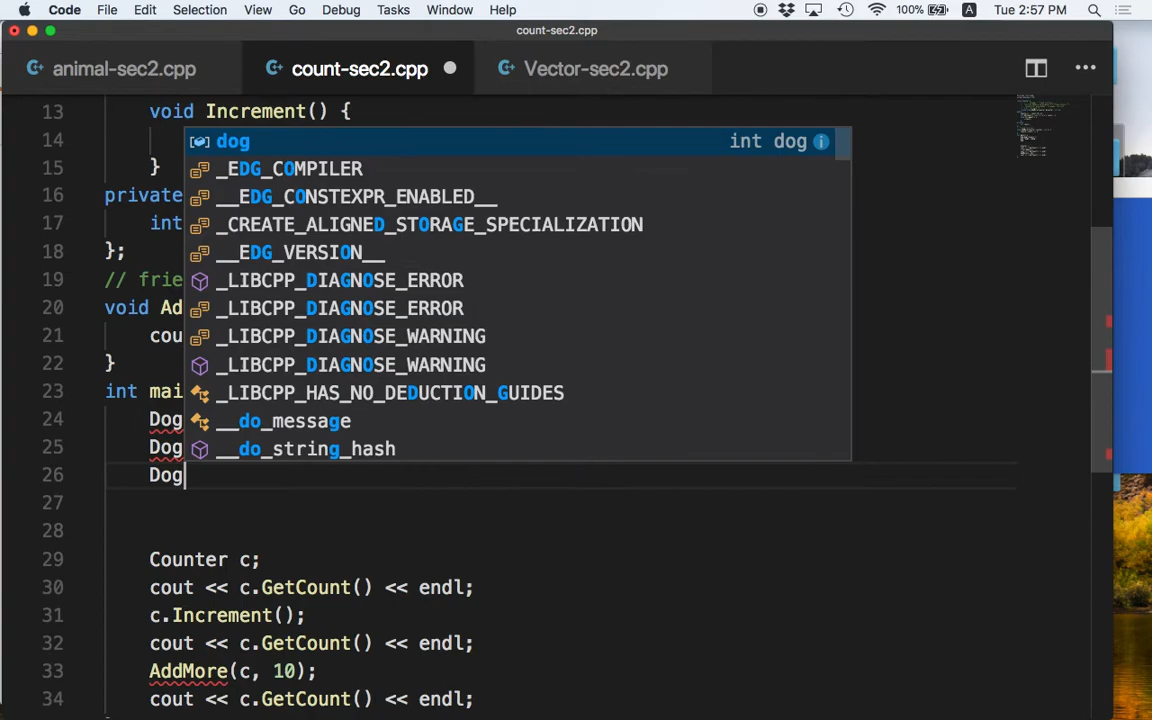 Code File Edit Selection View Go Debug Tasks Window Help 100% A Tue 2:57 PM
count-sec2.cpp
animal-sec2.cpp count-sec2.cpp Vector-sec2.cpp
13 void Increment() {
14 dog int dog
15 } _EDG_COMPILER
__EDG_CONSTEXPR_ENABLED__
16 private
17 int _CREATE_ALIGNED_STORAGE_SPECIALIZATION
18 }; __EDG_VERSION__
19 // frie _LIBCPP_DIAGNOSE_ERROR
20 void Ad _LIBCPP_DIAGNOSE_ERROR
21 cou _LIBCPP_DIAGNOSE_WARNING
22 } _LIBCPP_DIAGNOSE_WARNING
23 int mai _LIBCPP_HAS_NO_DEDUCTION_GUIDES
24 Dog __do_message
25 Dog __do_string_hash
26 Dog
27
28
29 Counter c;
30 cout << c.GetCount() << endl;
31 c.Increment();
32 cout << c.GetCount() << endl;
33 AddMore(c, 10);
34 cout << c.GetCount() << endl;